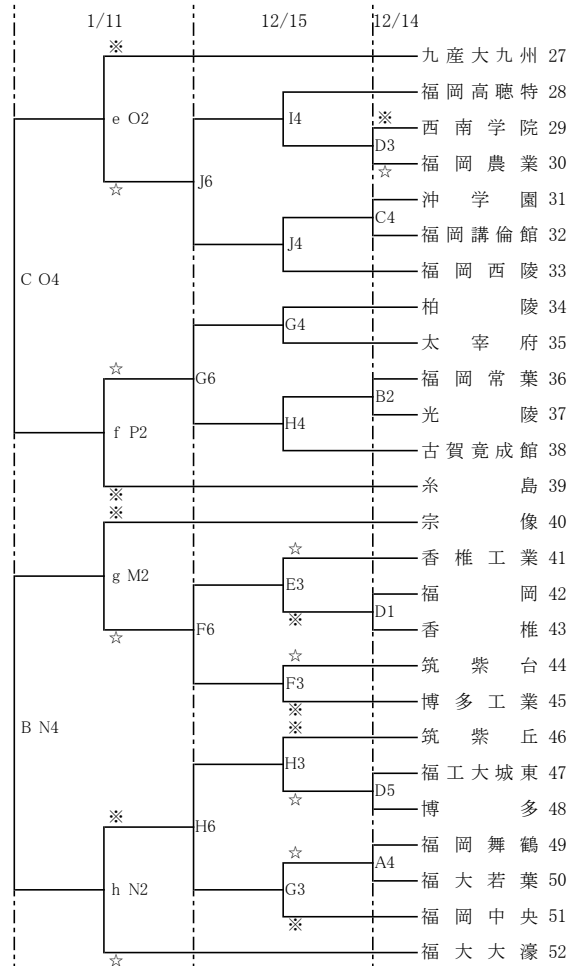 1/11 12/15 12/14
※
九産大九州 27
福岡高聴特 28
e O2
I4
※
西南学院 29
D3
福岡農業 30
☆
☆
J6
沖学園 31
C4
福岡講倫館 32
J4
福岡西陵 33
C O4
柏陵 34
G4
太宰府 35
☆
G6
福岡常葉 36
B2
光陵 37
f P2
H4
古賀竟成館 38
糸島 39
※
※
宗像 40
☆
香椎工業 41
g M2
E3
福岡 42
※
D1
☆
F6
香椎 43
☆
筑紫台 44
F3
博多工業 45
※
B N4
※
筑紫丘 46
H3
福工大城東 47
D5
☆
博多 48
※
H6
福岡舞鶴 49
☆
A4
福大若葉 50
h N2
G3
福岡中央 51
※
福大大濠 52
☆